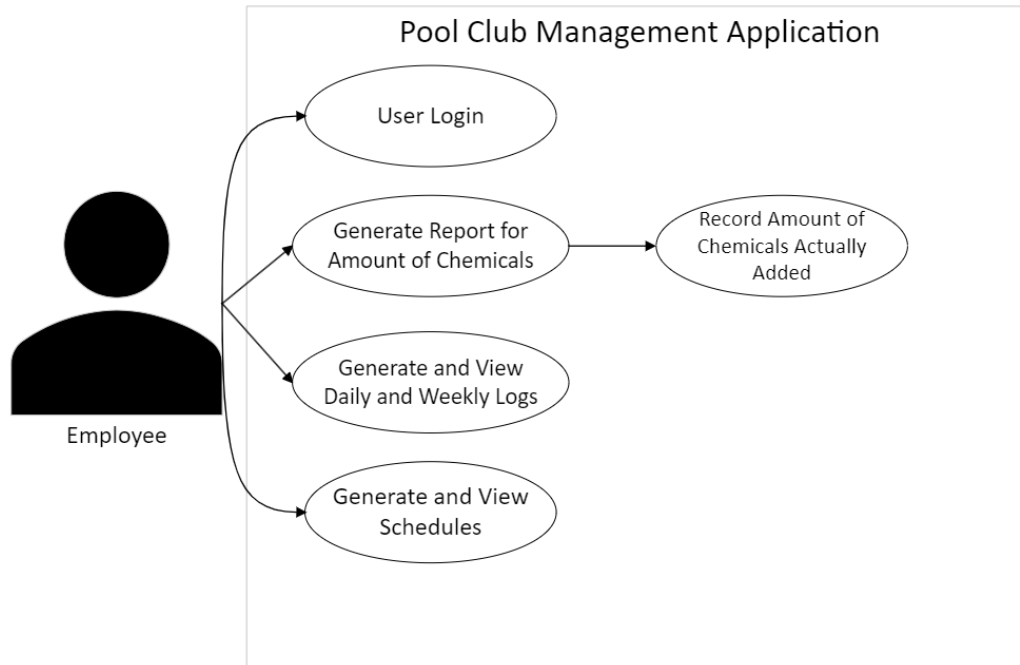 Pool Club Management Application
User Login
Generate Report for
Amount of Chemicals
Record Amount of
Chemicals Actually
Added
Generate and View
Daily and Weekly Logs
Employee
Generate and View
Schedules